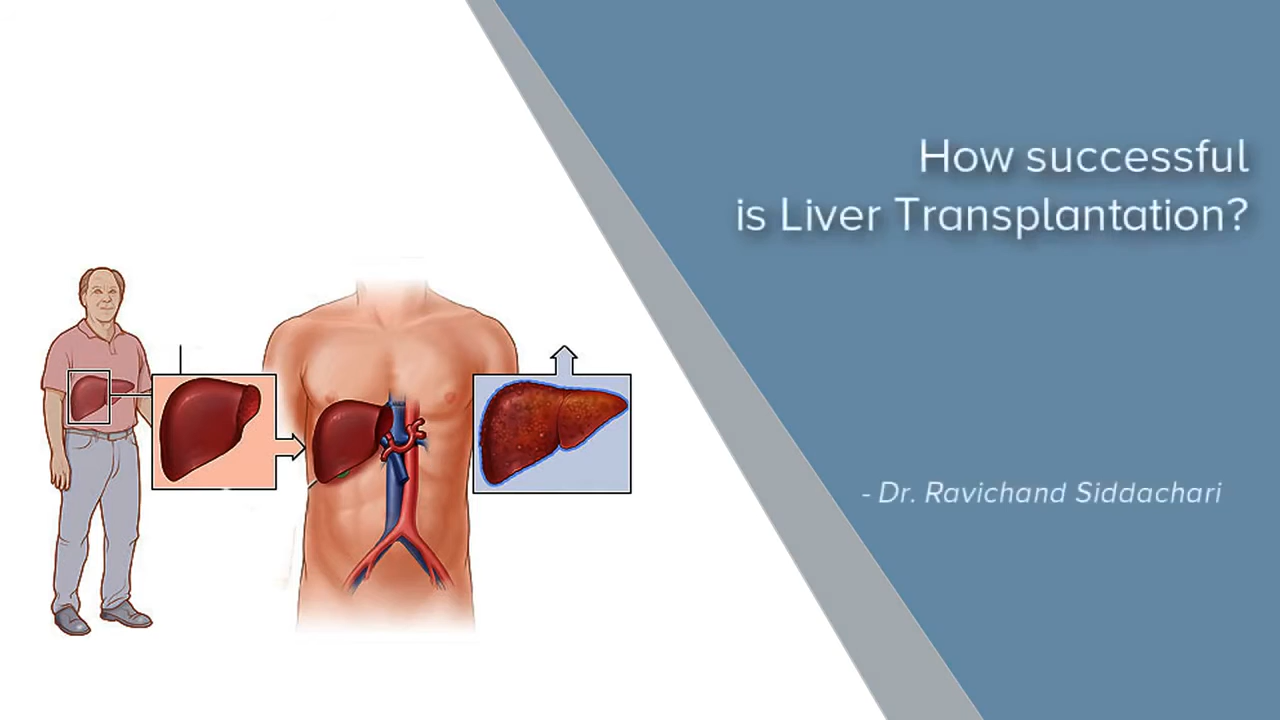 How successful
is Liver Transplantation?
- Dr. Ravichand Siddachari